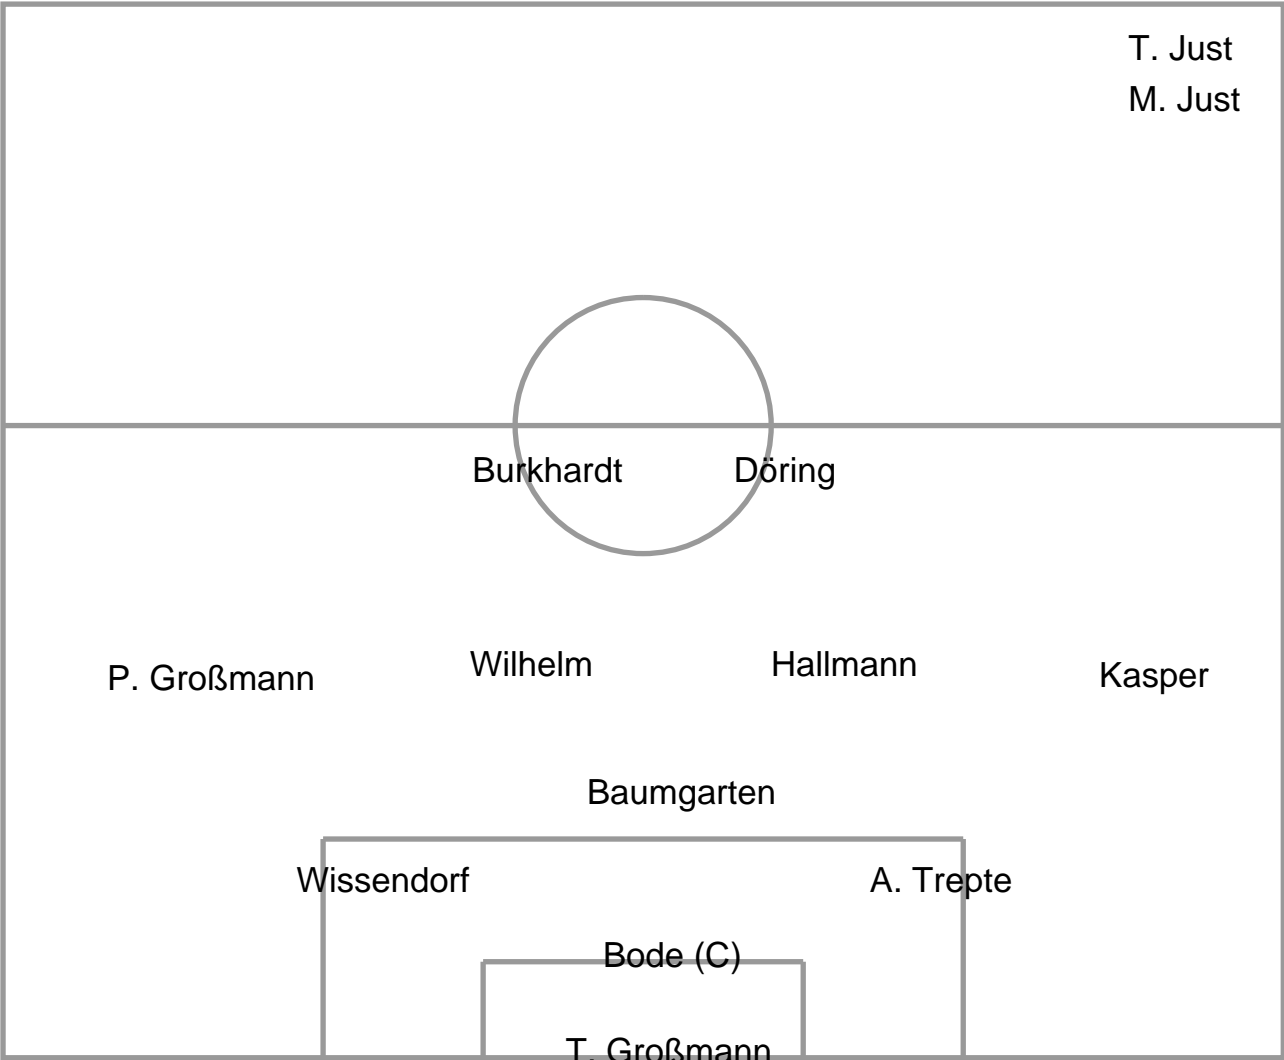 T. Just
M. Just
Burkhardt
Döring
P. Großmann
Wilhelm
Hallmann
Kasper
Baumgarten
Wissendorf
A. Trepte
Bode (C)
T. Großmann